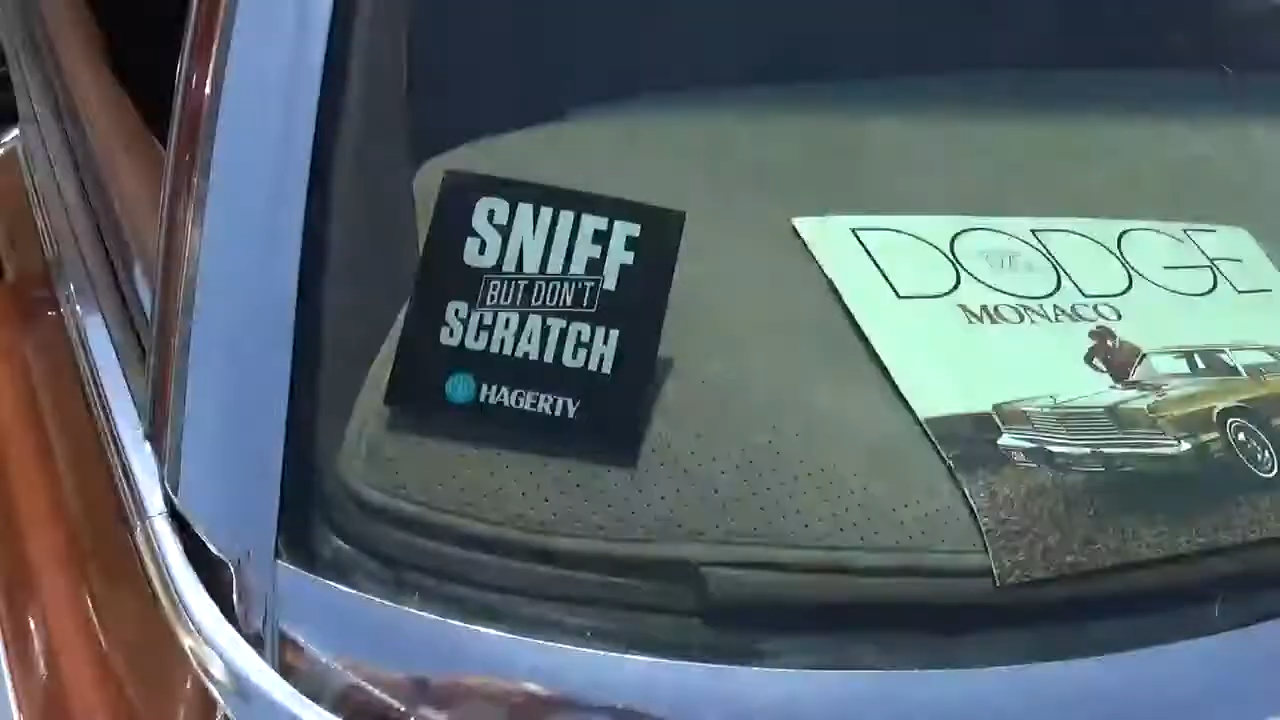 SNIFF
BUT DON'T
SCRATCH
HAGERTY
DODGE
MONACO